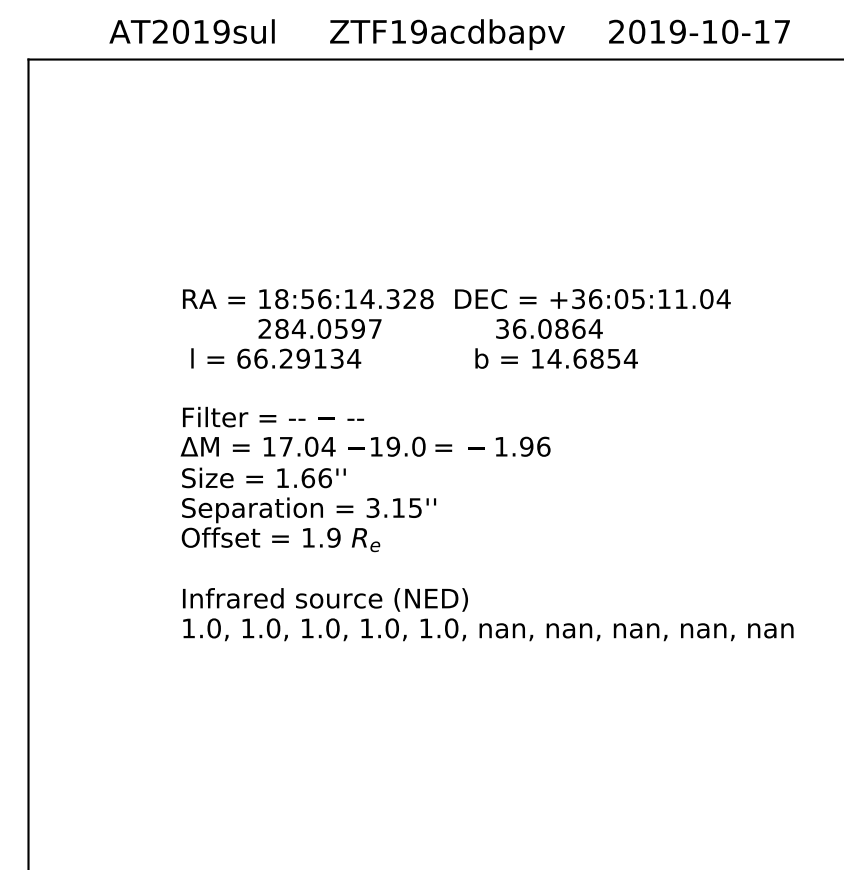 AT2019sul ZTF19acdbapv 2019-10-17
RA = 18:56:14.328 DEC = +36:05:11.04
284.0597 36.0864
l = 66.29134 b = 14.6854
Filter = -- − --
ΔM = 17.04 −19.0 = − 1.96
Size = 1.66''
Separation = 3.15''
Offset = 1.9 Rₑ
Infrared source (NED)
1.0, 1.0, 1.0, 1.0, 1.0, nan, nan, nan, nan, nan